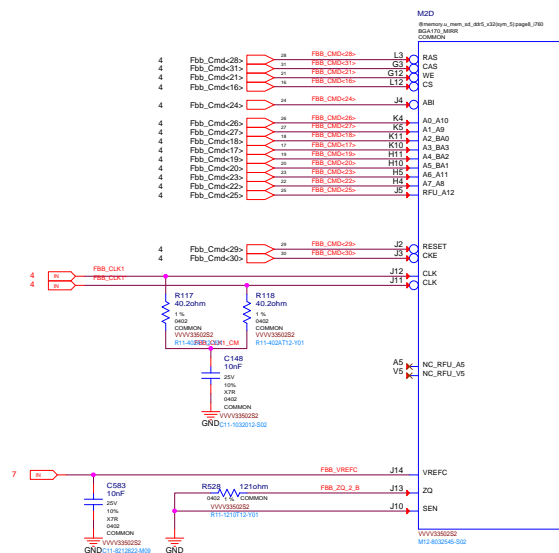 M2D
@memory.u_mem_sd_ddr5_x32(sym_5):page8_i760
BGA170_MIRR
COMMON
4 Fbb_Cmd<28> 28 FBB_CMD<28> L3 RAS
4 Fbb_Cmd<31> 31 FBB_CMD<31> G3 CAS
4 Fbb_Cmd<21> 21 FBB_CMD<21> G12 WE
4 Fbb_Cmd<16> 16 FBB_CMD<16> L12 CS
4 Fbb_Cmd<24> 24 FBB_CMD<24> J4 ABI
4 Fbb_Cmd<26> 26 FBB_CMD<26> K4 A0_A10
4 Fbb_Cmd<27> 27 FBB_CMD<27> K5 A1_A9
4 Fbb_Cmd<18> 18 FBB_CMD<18> K11 A2_BA0
4 Fbb_Cmd<17> 17 FBB_CMD<17> K10 A3_BA3
4 Fbb_Cmd<19> 19 FBB_CMD<19> H11 A4_BA2
4 Fbb_Cmd<20> 20 FBB_CMD<20> H10 A5_BA1
4 Fbb_Cmd<23> 23 FBB_CMD<23> H5 A6_A11
4 Fbb_Cmd<22> 22 FBB_CMD<22> H4 A7_A8
4 Fbb_Cmd<25> 25 FBB_CMD<25> J5 RFU_A12
4 Fbb_Cmd<29> 29 FBB_CMD<29> J2 RESET
4 Fbb_Cmd<30> 30 FBB_CMD<30> J3 CKE
4 IN FBB_CLK1 J12 CLK
4 IN FBB_CLK1 J11 CLK
R117
40.2ohm
1 %
0402
COMMON
VVVV33502S2
R118
40.2ohm
1 %
0402
COMMON
VVVV33502S2
R11-402AT12-Y01
C148
10nF
25V
10%
X7R
0402
COMMON
VVVV33502S2
GND C11-1032012-S02
A5 NC_RFU_A5
V5 NC_RFU_V5
7 IN FBB_VREFC J14 VREFC
R528 121ohm FBB_ZQ_2_B J13 ZQ
0402 1 % COMMON
VVVV33502S2
R11-1210T12-Y01
J10 SEN
C583
10nF
25V
10%
X7R
0402
COMMON
VVVV33502S2
GND C11-8212822-M09
GND
VVVV33502S2
M12-8032545-S02